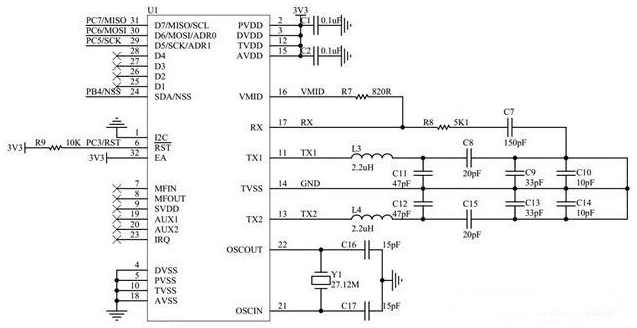 U1
PC7/MISO 31 D7/MISO/SCL
PC6/MOSI 30 D6/MOSI/ADR0
PC5/SCK 29 D5/SCK/ADR1
28 D4
27 D3
26 D2
25 D1
PB4/NSS 24 SDA/NSS
1 I2C
3V3 R9 10K PC3/RST 6 RST
3V3 32 EA
7 MFIN
8 MFOUT
9 SVDD
19 AUX1
20 AUX2
23 IRQ
4 DVSS
5 PVSS
10 TVSS
18 AVSS
3V3
PVDD 2 C1 0.1uF
DVDD 3
TVDD 12
AVDD 15 C2 0.1uF
VMID 16 VMID R7 820R
RX 17 RX R8 5K1 C7 150pF
TX1 11 TX1 L3 2.2uH C8 20pF
C11 47pF C9 33pF C10 10pF
TVSS 14 GND
C12 47pF C13 33pF C14 10pF
TX2 13 TX2 L4 2.2uH C15 20pF
OSCOUT 22 C16 15pF
Y1
27.12M
OSCIN 21 C17 15pF